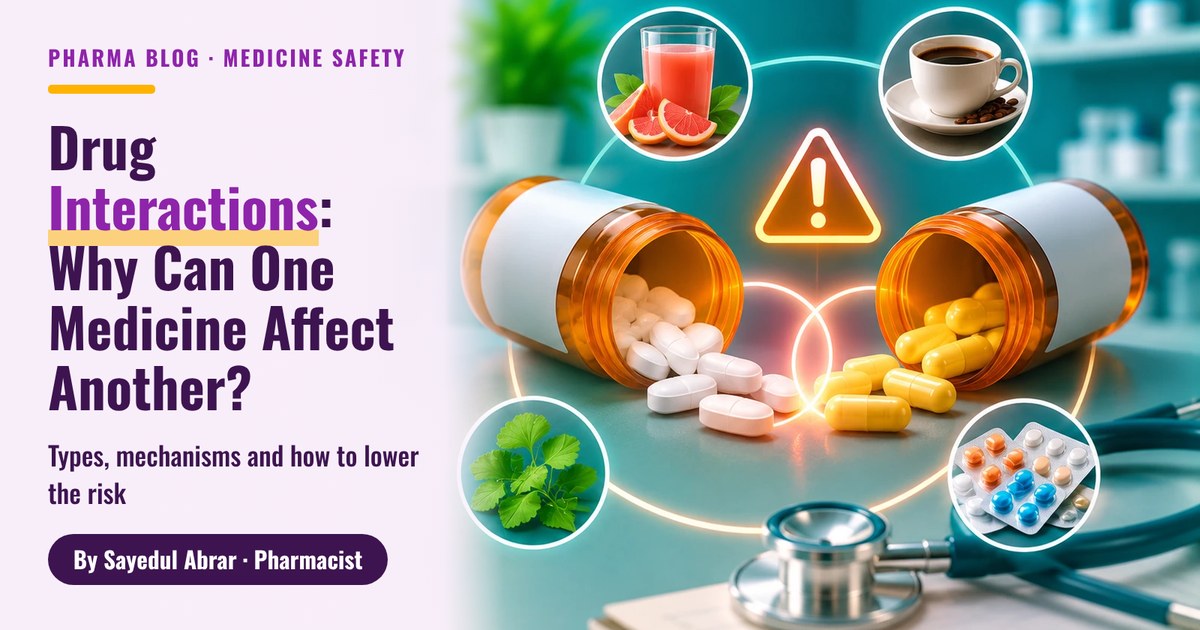 PHARMA BLOG · MEDICINE SAFETY
Drug
Interactions:
Why Can One
Medicine Affect
Another?
Types, mechanisms and how to lower
the risk
By Sayedul Abrar · Pharmacist